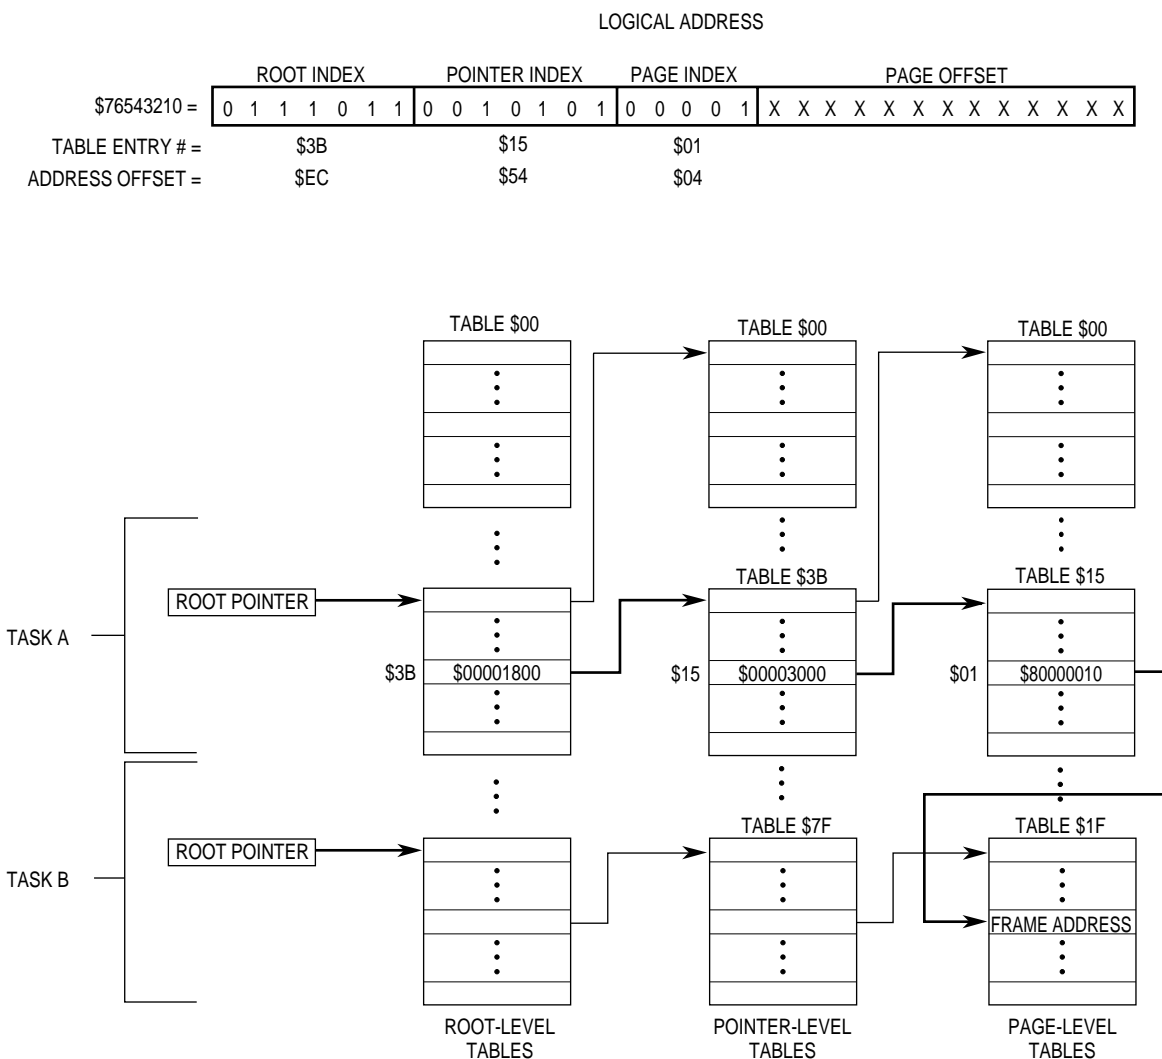 LOGICAL ADDRESS
ROOT INDEX POINTER INDEX PAGE INDEX PAGE OFFSET
$76543210 = 0 1 1 1 0 1 1 0 0 1 0 1 0 1 0 0 0 0 1 X X X X X X X X X X X X X
TABLE ENTRY # = $3B $15 $01
ADDRESS OFFSET = $EC $54 $04
TABLE $00 TABLE $00 TABLE $00
TABLE $3B TABLE $15
ROOT POINTER
TASK A
$3B $00001800 $15 $00003000 $01 $80000010
TABLE $7F TABLE $1F
ROOT POINTER
TASK B
FRAME ADDRESS
ROOT-LEVEL
TABLES
POINTER-LEVEL
TABLES
PAGE-LEVEL
TABLES